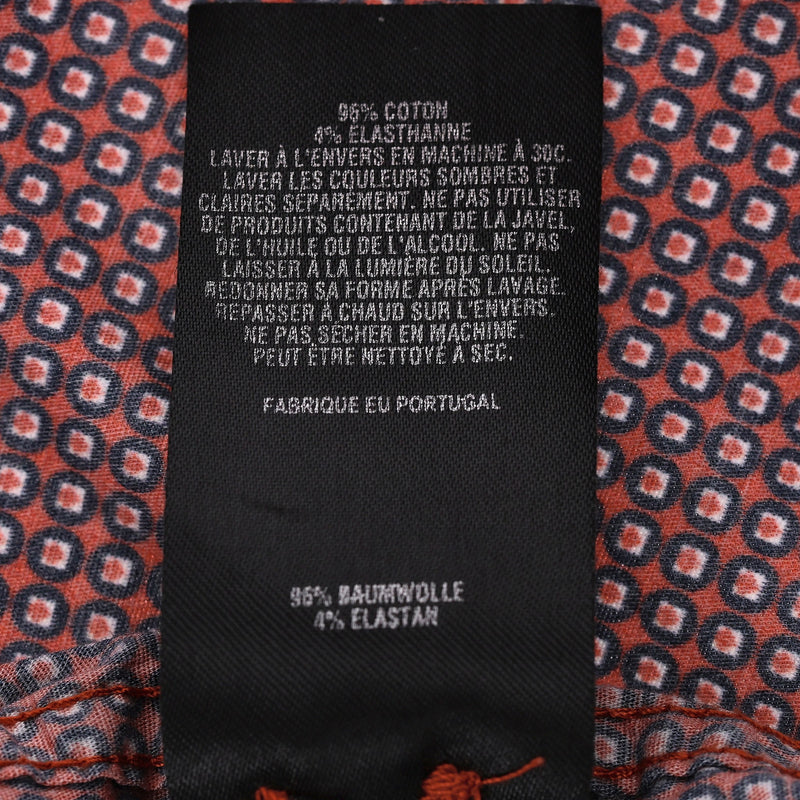 96% COTON
4% ELASTHANNE
LAVER À L'ENVERS EN MACHINE À 30C.
LAVER LES COULEURS SOMBRES ET
CLAIRES SÉPARÉMENT. NE PAS UTILISER
DE PRODUITS CONTENANT DE LA JAVEL,
DE L'HUILE OU DE L'ALCOOL. NE PAS
LAISSER À LA LUMIÈRE DU SOLEIL.
REDONNER SA FORME APRÈS LAVAGE.
REPASSER À CHAUD SUR L'ENVERS.
NE PAS SÉCHER EN MACHINE.
PEUT ÊTRE NETTOYÉ À SEC.
FABRIQUE EU PORTUGAL
96% BAUMWOLLE
4% ELASTAN